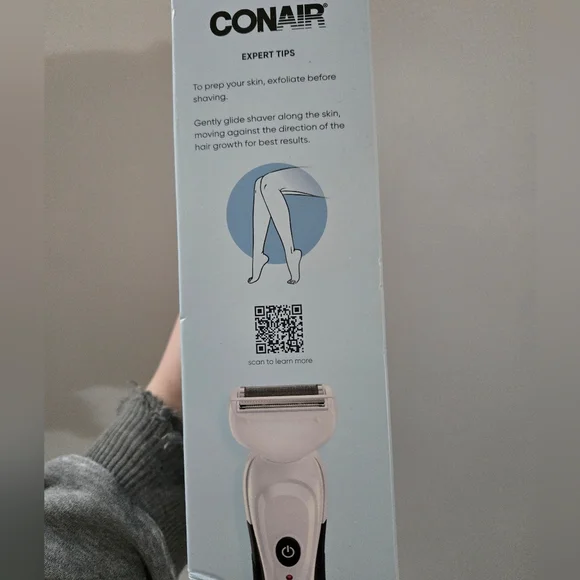 CONAIR®
EXPERT TIPS
To prep your skin, exfoliate before
shaving.
Gently glide shaver along the skin,
moving against the direction of the
hair growth for best results.
scan to learn more